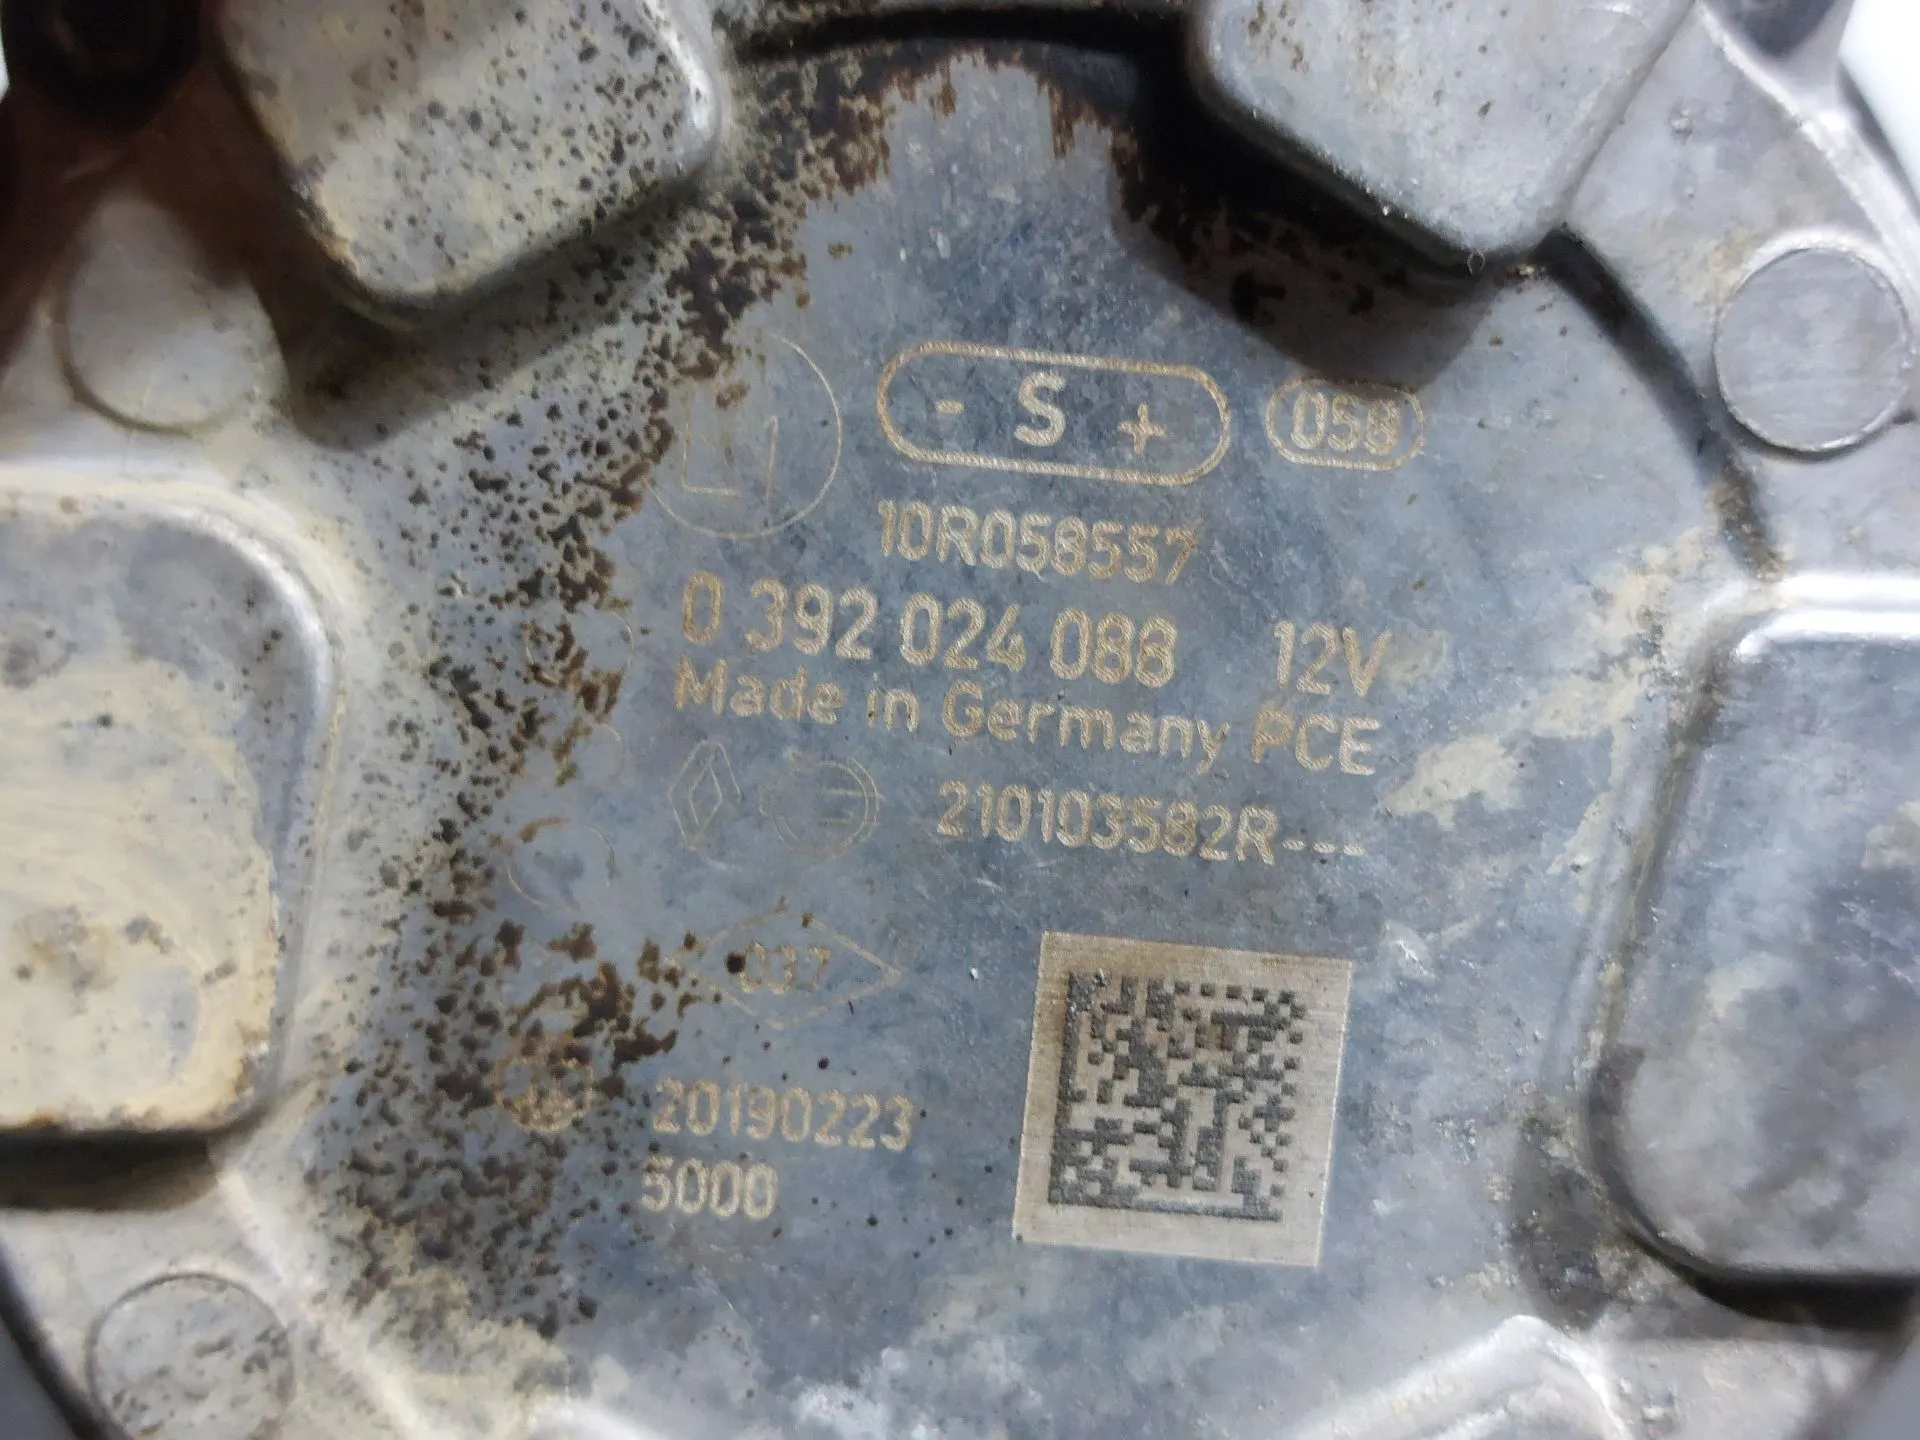 - S + 058
10R058557
0 392 024 088 12V
Made in Germany PCE
210103582R---
037
20190223
5000